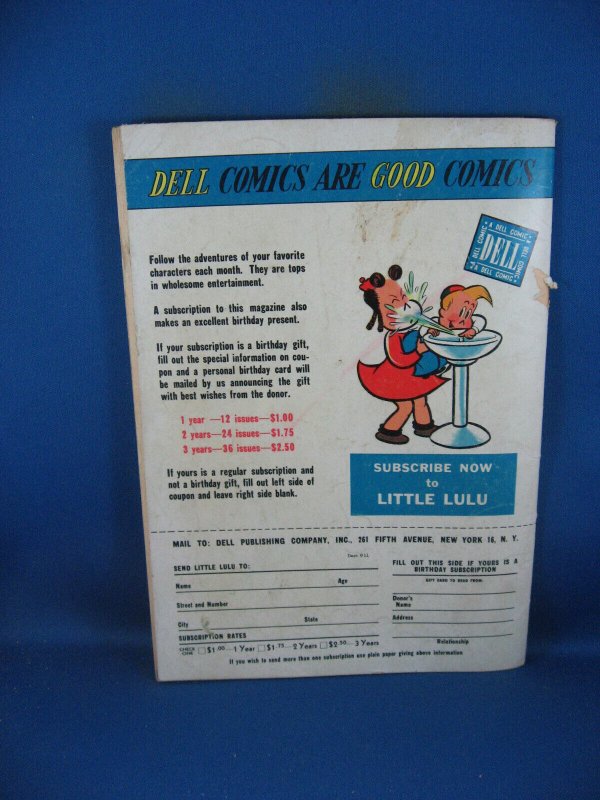 DELL COMICS ARE GOOD COMICS
A DELL COMIC
DELL
A DELL COMIC
Follow the adventures of your favorite
characters each month. They are tops
in wholesome entertainment.
A subscription to this magazine also
makes an excellent birthday present.
If your subscription is a birthday gift,
fill out the special information on cou-
pon and a personal birthday card will
be mailed by us announcing the gift
with best wishes from the donor.
1 year —12 issues—$1.00
2 years—24 issues—$1.75
3 years—36 issues—$2.50
If yours is a regular subscription and
not a birthday gift, fill out left side of
coupon and leave right side blank.
SUBSCRIBE NOW
to
LITTLE LULU
MAIL TO: DELL PUBLISHING COMPANY, INC., 261 FIFTH AVENUE, NEW YORK 16, N. Y.
SEND LITTLE LULU TO:
Name Age
Street and Number
City State
SUBSCRIPTION RATES
CHECK ONE $1.00—1 Year $1.75—2 Years $2.50—3 Years
FILL OUT THIS SIDE IF YOURS IS A
BIRTHDAY SUBSCRIPTION
GIFT CARD TO READ FROM:
Donor's
Name
Address
Relationship
If you wish to send more than one subscription use plain paper giving above information